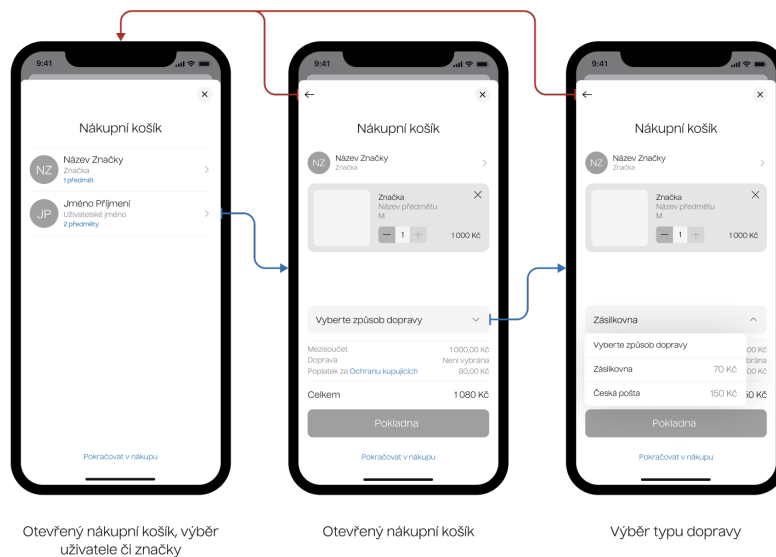 9:41
Nákupní košík
NZ
Název Značky
Značka
1 předmět
JP
Jméno Příjmení
Uživatelské jméno
2 předměty
Pokračovat v nákupu
Otevřený nákupní košík, výběr
uživatele či značky
9:41
Nákupní košík
NZ
Název Značky
Značka
Značka
Název předmětu
M
1
1 000 Kč
Vyberte způsob dopravy
Mezisoučet 1 000,00 Kč
Doprava Není vybrána
Poplatek za Ochranu kupujících 80,00 Kč
Celkem 1 080 Kč
Pokladna
Pokračovat v nákupu
Otevřený nákupní košík
9:41
Nákupní košík
NZ
Název Značky
Značka
Značka
Název předmětu
M
1
1 000 Kč
Zásilkovna
Vyberte způsob dopravy
Zásilkovna 70 Kč
Česká pošta 150 Kč
Pokladna
Pokračovat v nákupu
Výběr typu dopravy